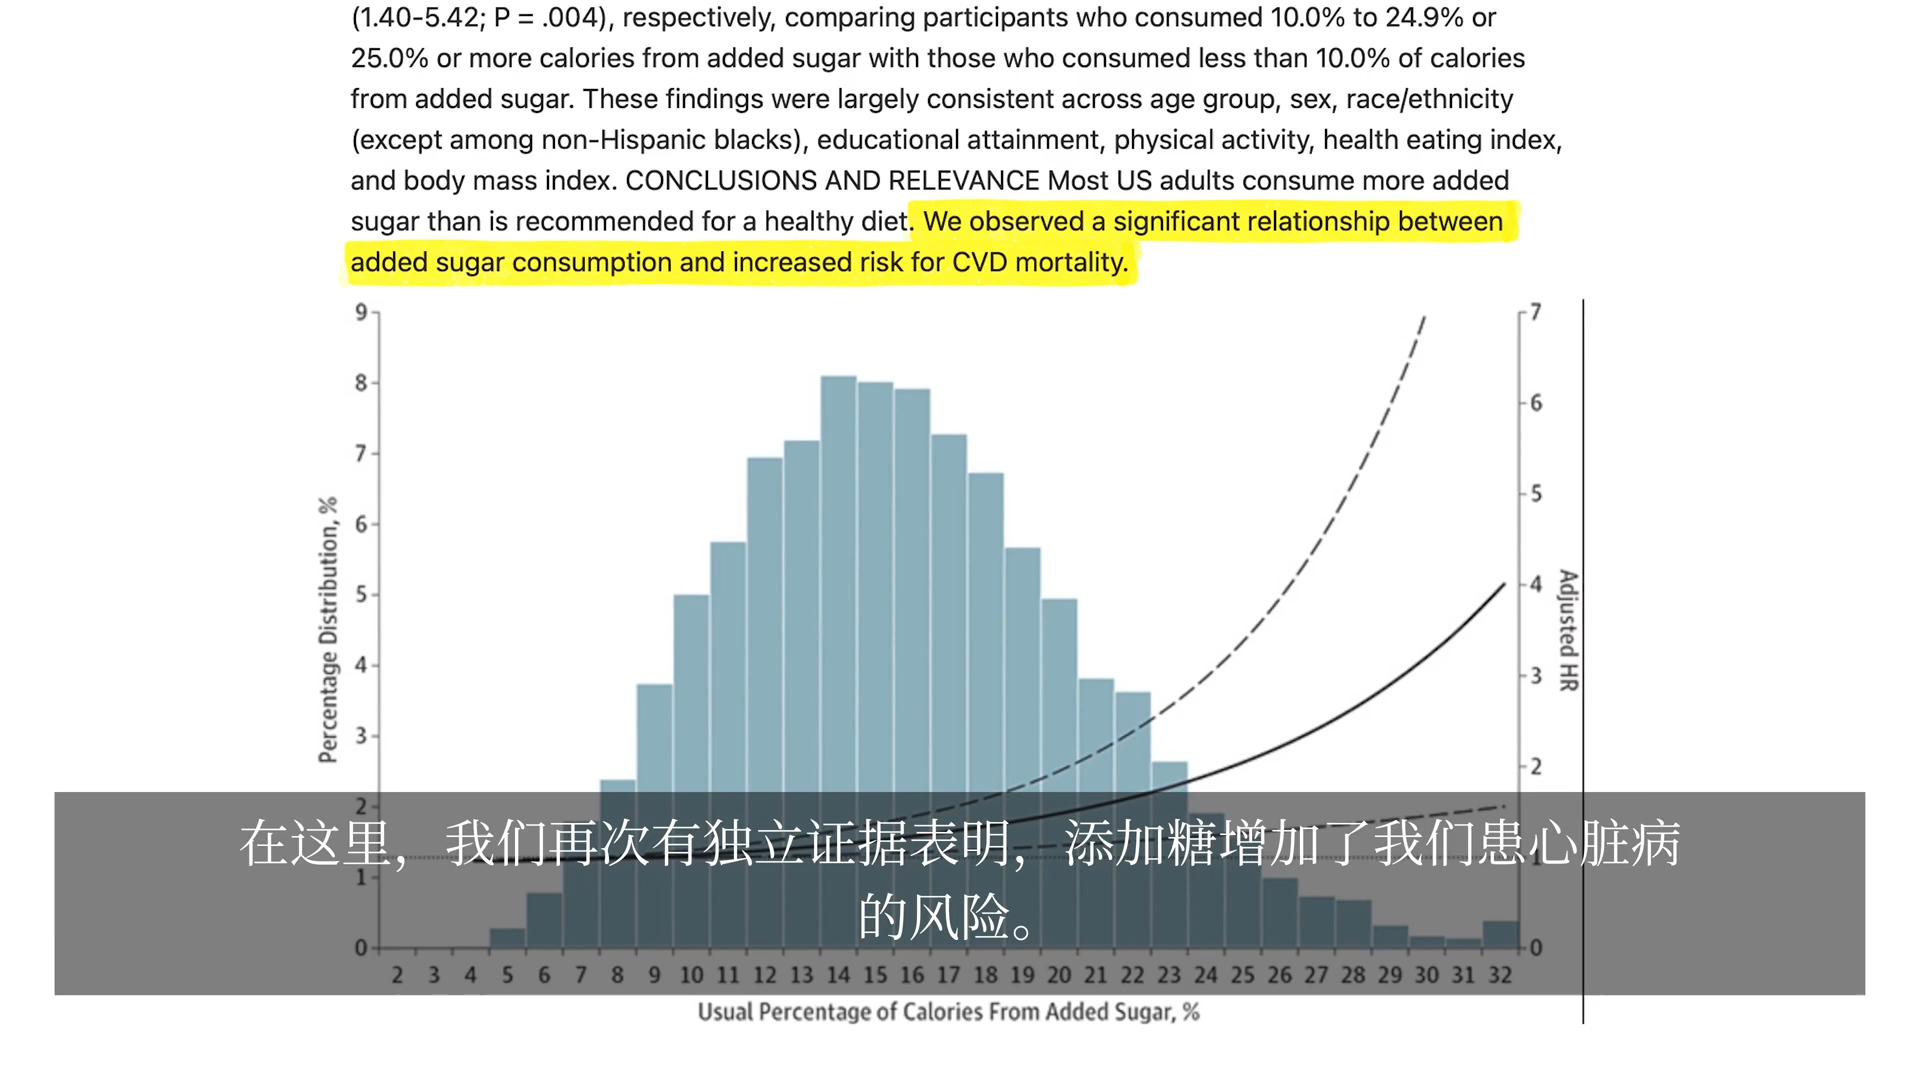 (1.40-5.42; P = .004), respectively, comparing participants who consumed 10.0% to 24.9% or
25.0% or more calories from added sugar with those who consumed less than 10.0% of calories
from added sugar. These findings were largely consistent across age group, sex, race/ethnicity
(except among non-Hispanic blacks), educational attainment, physical activity, health eating index,
and body mass index. CONCLUSIONS AND RELEVANCE Most US adults consume more added
sugar than is recommended for a healthy diet. We observed a significant relationship between
added sugar consumption and increased risk for CVD mortality.
Percentage Distribution, %
9
8
7
6
5
4
3
2
1
0
7
6
5
4
3
2
1
0
Adjusted HR
在这里，我们再次有独立证据表明，添加糖增加了我们患心脏病
的风险。
2 3 4 5 6 7 8 9 10 11 12 13 14 15 16 17 18 19 20 21 22 23 24 25 26 27 28 29 30 31 32
Usual Percentage of Calories From Added Sugar, %